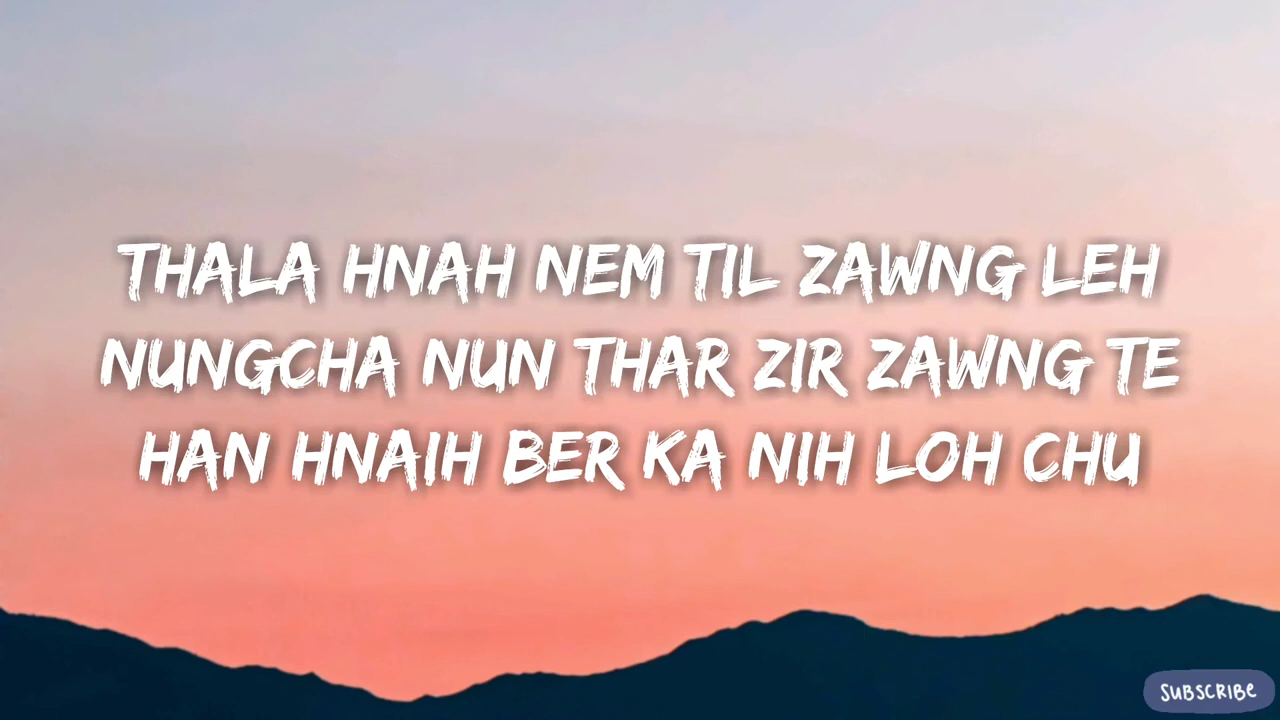 THALA HNAH NEM TIL ZAWNG LEH
NUNGCHA NUN THAR ZIR ZAWNG TE
HAN HNAIH BER KA NIH LOH CHU
SUBSCRIBE